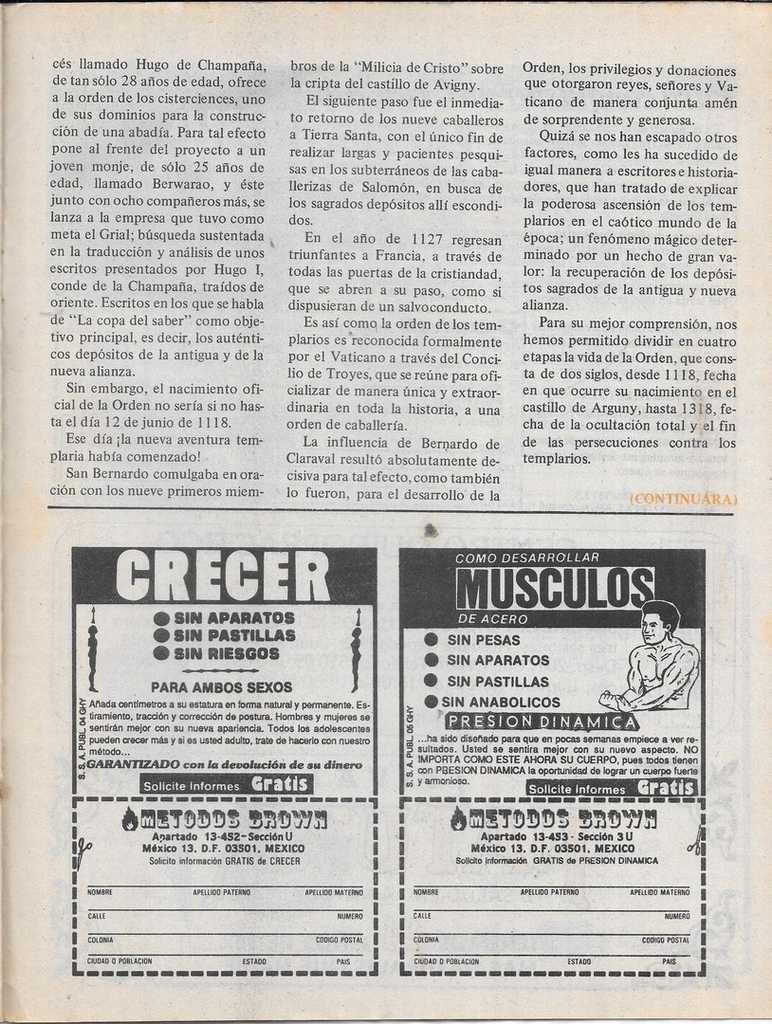 cés llamado Hugo de Champaña,
de tan sólo 28 años de edad, ofrece
a la orden de los cisterciences, uno
de sus dominios para la construc-
ción de una abadía. Para tal efecto
pone al frente del proyecto a un
joven monje, de sólo 25 años de
edad, llamado Berwarao, y éste
junto con ocho compañeros más, se
lanza a la empresa que tuvo como
meta el Grial; búsqueda sustentada
en la traducción y análisis de unos
escritos presentados por Hugo I,
conde de la Champaña, traídos de
oriente. Escritos en los que se habla
de “La copa del saber” como obje-
tivo principal, es decir, los auténti-
cos depósitos de la antigua y de la
nueva alianza.
Sin embargo, el nacimiento ofi-
cial de la Orden no sería si no has-
ta el día 12 de junio de 1118.
Ese día ¡la nueva aventura tem-
plaria había comenzado!
San Bernardo comulgaba en ora-
ción con los nueve primeros miem-
bros de la “Milicia de Cristo” sobre
la cripta del castíllo de Avigny.
El siguiente paso fue el inmedia-
to retorno de los nueve caballeros
a Tierra Santa, con el único fin de
realizar largas y pacientes pesqui-
sas en los subterráneos de las caba-
llerizas de Salomón, en busca de
los sagrados depósitos allí escondi-
dos.
En el año de 1127 regresan
triunfantes a Francia, a través de
todas las puertas de la cristiandad,
que se abren a su paso, como si
dispusieran de un salvoconducto.
Es así como la orden de los tem-
plarios es reconocida formalmente
por el Vaticano a través del Conci-
lio de Troyes, que se reúne para ofi-
cializar de manera única y extraor-
dinaria en toda la historia, a una
orden de caballería.
La influencia de Bernardo de
Claraval resultó absolutamente de-
cisiva para tal efecto, como también
lo fueron, para el desarrollo de la
Orden, los privilegios y donaciones
que otorgaron reyes, señores y Va-
ticano de manera conjunta amén
de sorprendente y generosa.
Quizá se nos han escapado otros
factores, como les ha sucedido de
igual manera a escritores e historia-
dores, que han tratado de explicar
la poderosa ascensión de los tem-
plarios en el caótico mundo de la
época; un fenómeno mágico deter-
minado por un hecho de gran va-
lor: la recuperación de los depósi-
tos sagrados de la antigua y nueva
alianza.
Para su mejor comprensión, nos
hemos permitido dividir en cuatro
etapas la vida de la Orden, que cons-
ta de dos siglos, desde 1118, fecha
en que ocurre su nacimiento en el
castillo de Arguny, hasta 1318, fe-
cha de la ocultación total y el fin
de las persecuciones contra los
templarios.
(CONTINUARA)
CRECER
SIN APARATOS
SIN PASTILLAS
SIN RIESGOS
PARA AMBOS SEXOS
Añada centímetros a su estatura en forma natural y permanente. Es-
tiramiento, tracción y corrección de postura. Hombres y mujeres se
sentirán mejor con su nueva apariencia. Todos los adolescentes
pueden crecer más y si es usted adulto, trate de hacerlo con nuestro
método...
GARANTIZADO con la devolución de su dinero
S. S. A. PUBL. 04 GHY
Solicite Informes Gratis
METODOS BROWN
Apartado 13-452-Sección U
México 13, D.F. 03501, MEXICO
Solicito información GRATIS de CRECER
NOMBRE APELLIDO PATERNO APELLIDO MATERNO
CALLE NUMERO
COLONIA CODIGO POSTAL
CIUDAD O POBLACION ESTADO PAIS
COMO DESARROLLAR
MUSCULOS
DE ACERO
SIN PESAS
SIN APARATOS
SIN PASTILLAS
SIN ANABOLICOS
PRESION DINAMICA
...ha sido diseñado para que en pocas semanas empiece a ver re-
sultados. Usted se sentira mejor con su nuevo aspecto. NO
IMPORTA COMO ESTE AHORA SU CUERPO, pues todos tienen
con PRESION DINAMICA la oportunidad de lograr un cuerpo fuerte
y armonioso.
S. S. A. PUBL. 05 GHY
Solicite Informes Gratis
METODOS BROWN
Apartado 13-453 - Sección 3 U
México 13. D.F. 03501, MEXICO
Solicito Información GRATIS de PRESION DINAMICA
NOMBRE APELLIDO PATERNO APELLIDO MATERNO
CALLE NUMERO
COLONIA CODIGO POSTAL
CIUDAD O POBLACION ESTADO PAIS